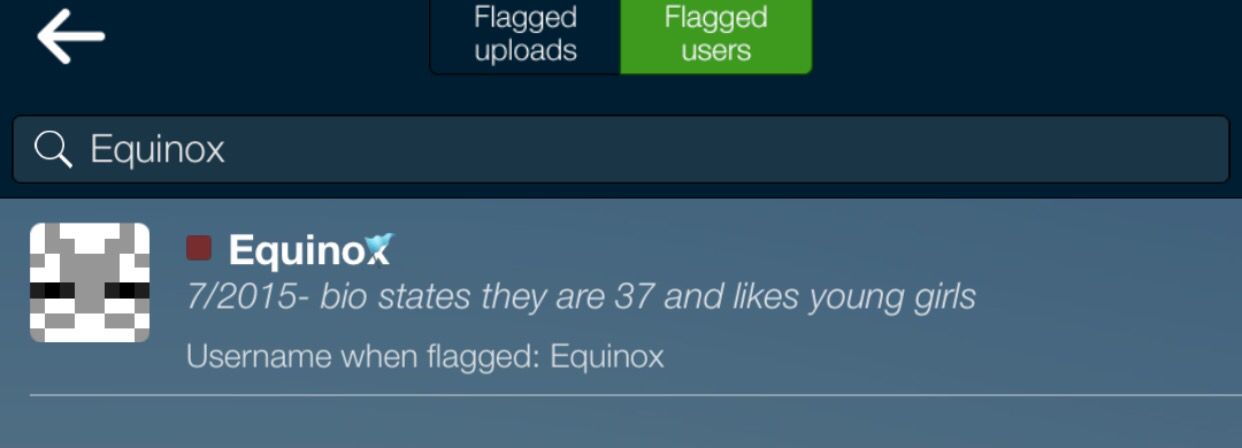 Flagged uploads
Flagged users
Equinox
Equinox
7/2015- bio states they are 37 and likes young girls
Username when flagged: Equinox